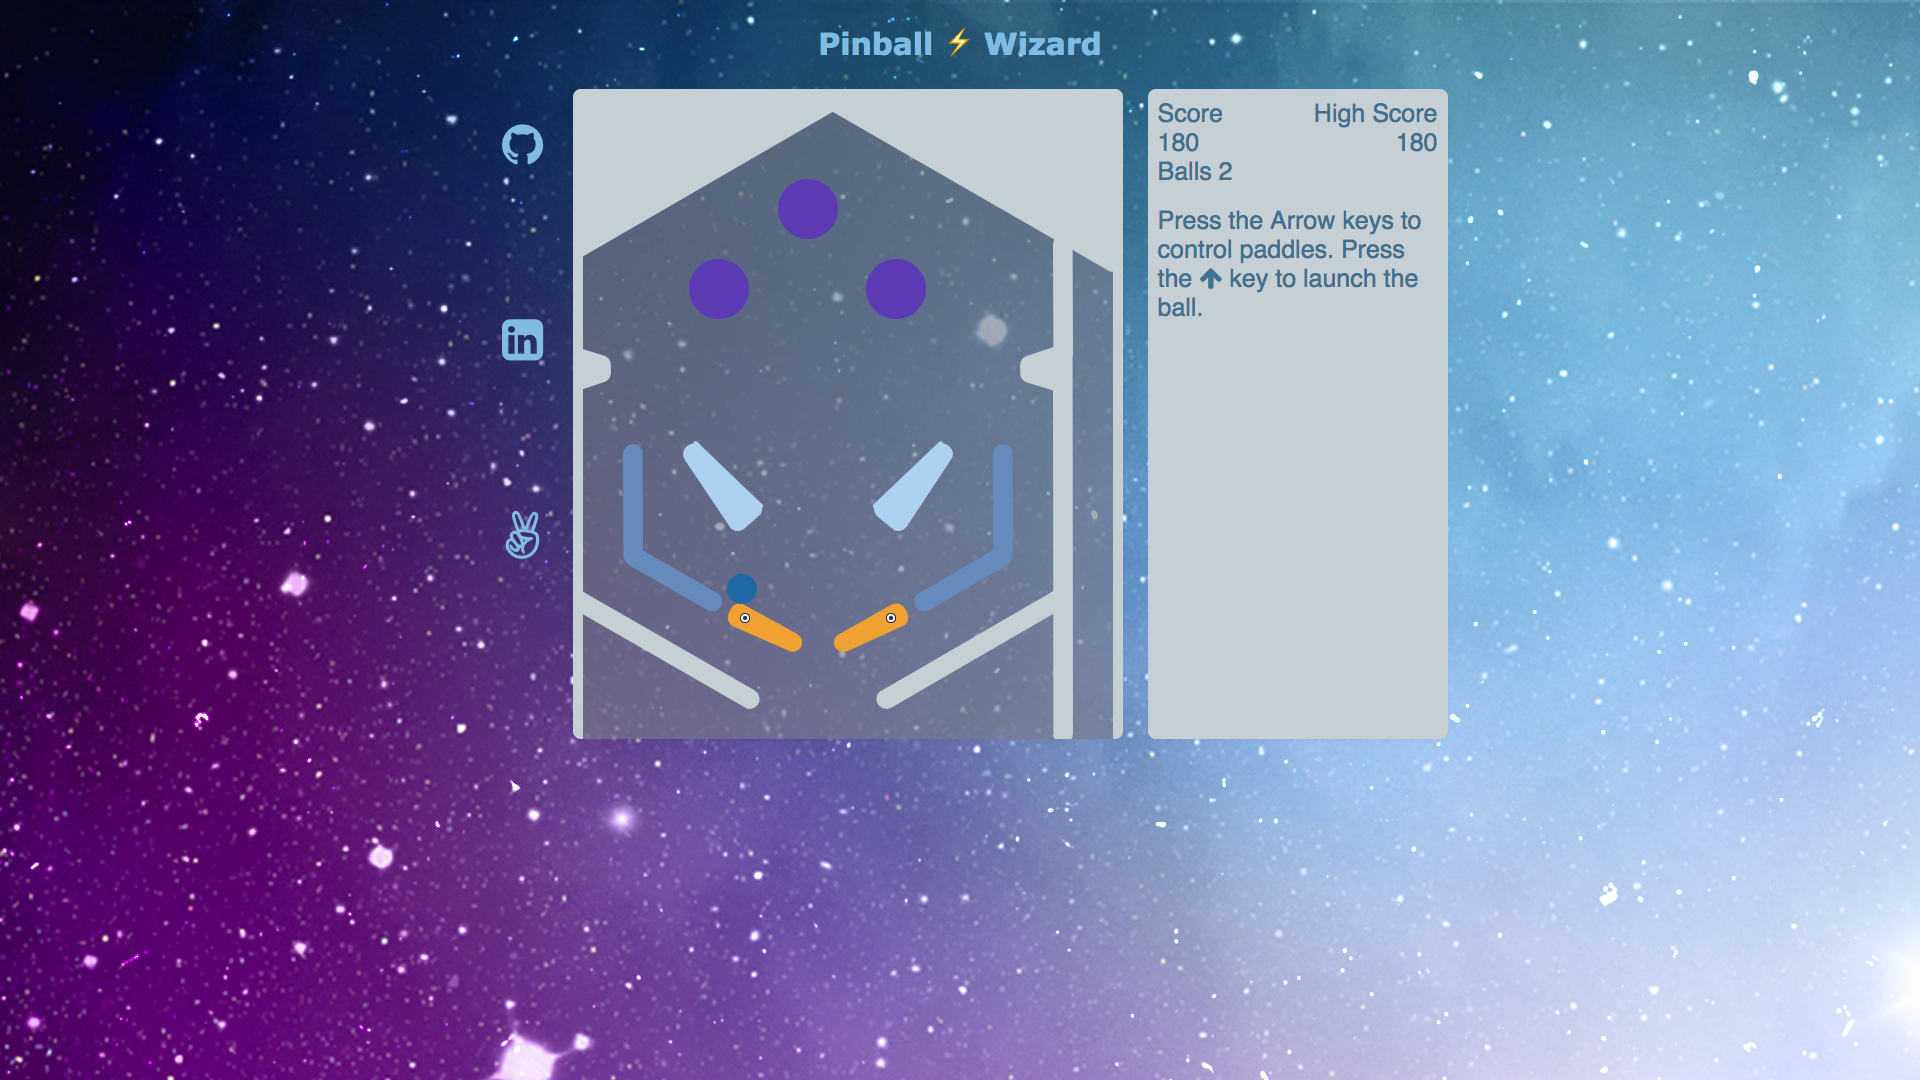 Pinball ⚡ Wizard
Score High Score
180 180
Balls 2
Press the Arrow keys to
control paddles. Press
the ↑ key to launch the
ball.
in